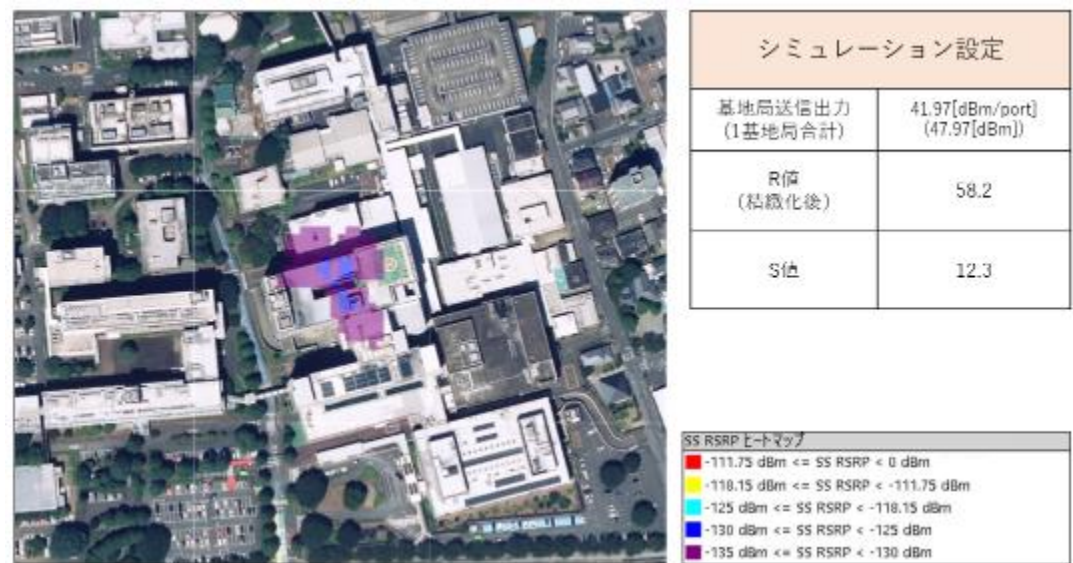 シミュレーション設定
基地局送信出力
(1基地局合計)
41.97[dBm/port]
(47.97[dBm])
R値
(精緻化後)
58.2
S値
12.3
SS RSRP ヒートマップ
-111.75 dBm <= SS RSRP < 0 dBm
-118.15 dBm <= SS RSRP < -111.75 dBm
-125 dBm <= SS RSRP < -118.15 dBm
-130 dBm <= SS RSRP < -125 dBm
-135 dBm <= SS RSRP < -130 dBm